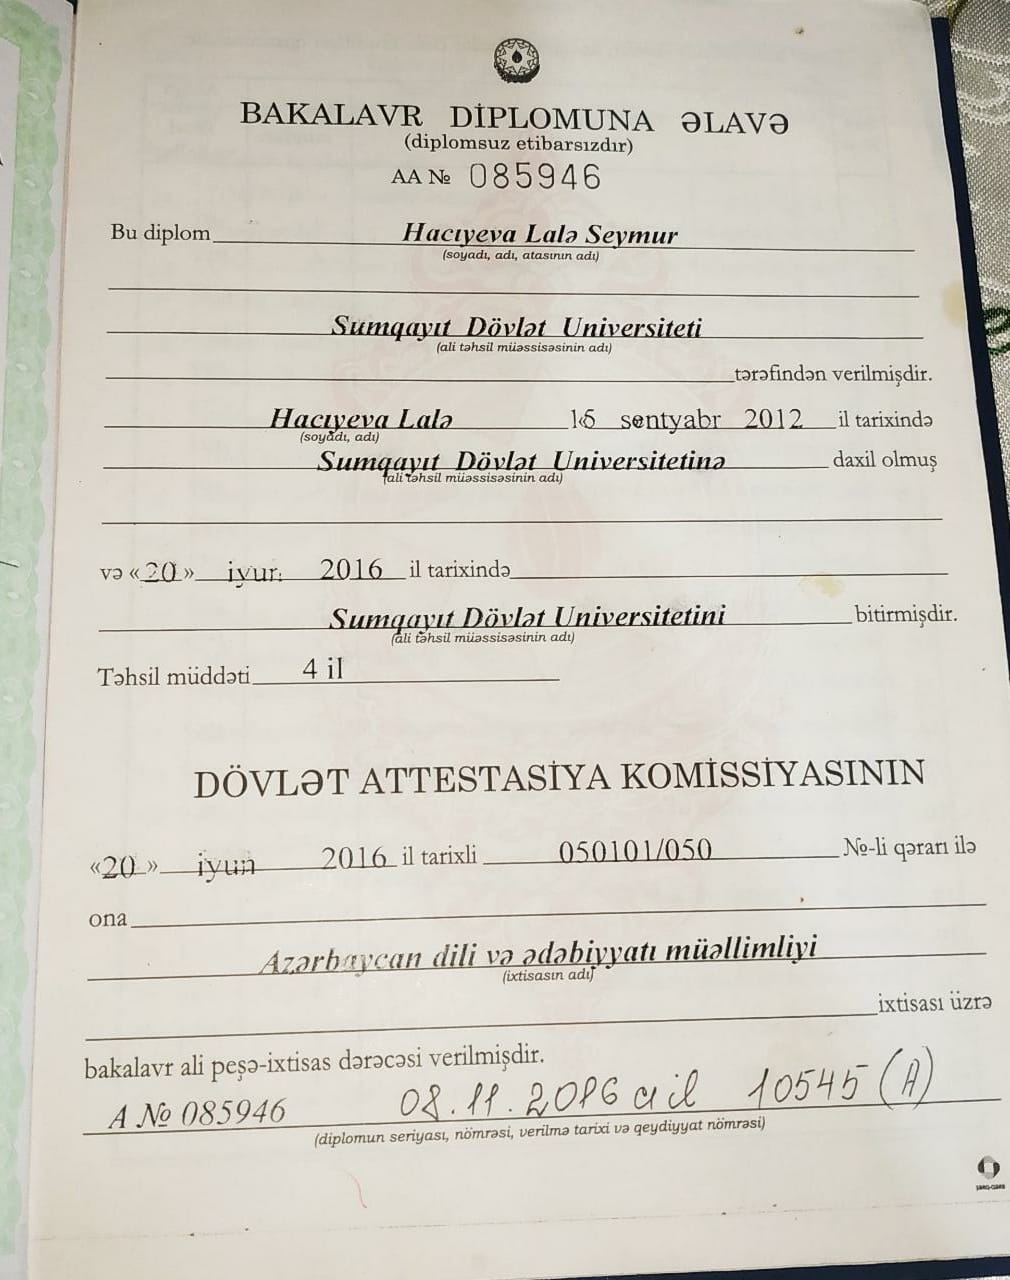 BAKALAVR DİPLOMUNA ƏLAVƏ
(diplomsuz etibarsızdır)
AA № 085946
Bu diplom Hacıyeva Lalə Seymur
(soyadı, adı, atasının adı)
Sumqayıt Dövlət Universiteti
(ali təhsil müəssisəsinin adı)
tərəfindən verilmişdir.
Hacıyeva Lalə 15 sentyabr 2012 il tarixində
(soyadı, adı)
Sumqayıt Dövlət Universitetinə daxil olmuş
(ali təhsil müəssisəsinin adı)
və «20» iyun 2016 il tarixində
Sumqayıt Dövlət Universitetini bitirmişdir.
(ali təhsil müəssisəsinin adı)
Təhsil müddəti 4 il
DÖVLƏT ATTESTASİYA KOMİSSİYASININ
«20» iyun 2016 il tarixli 050101/050 №-li qərarı ilə
ona
Azərbaycan dili və ədəbiyyatı müəllimliyi
(ixtisasın adı)
ixtisası üzrə
bakalavr ali peşə-ixtisas dərəcəsi verilmişdir.
A № 085946 08.11.2016 cı il 10545 (A)
(diplomun seriyası, nömrəsi, verilmə tarixi və qeydiyyat nömrəsi)